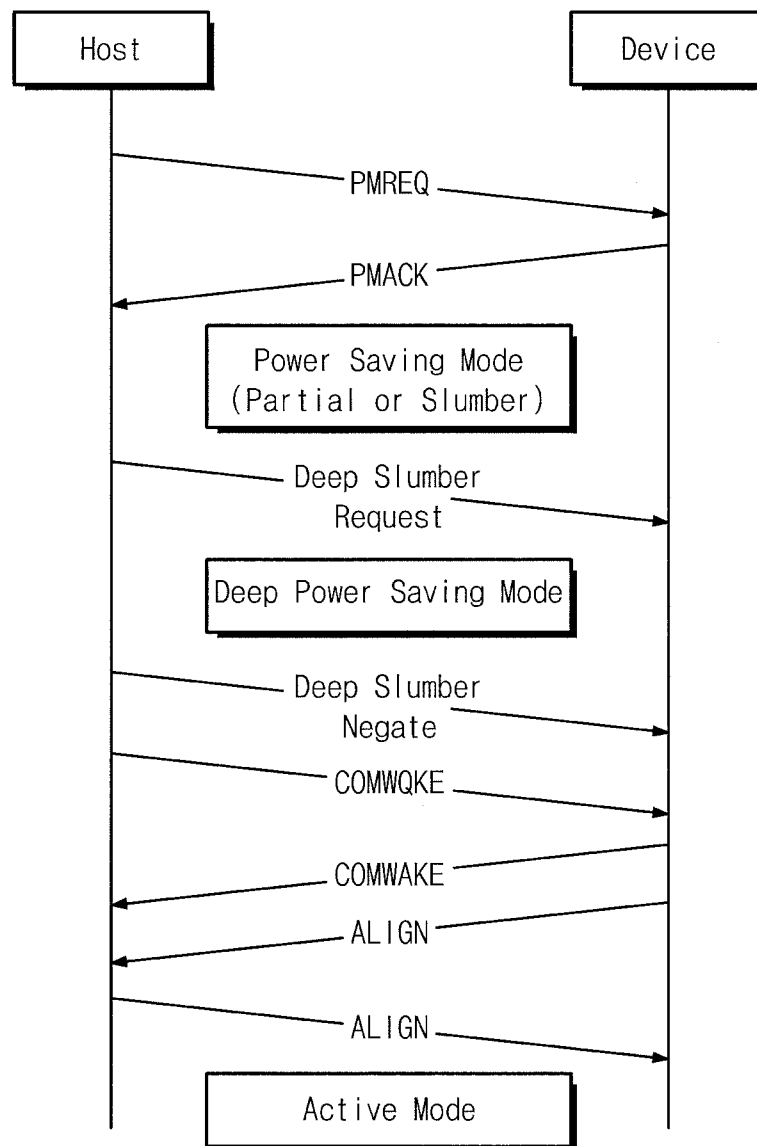 Host
Device
PMREQ
PMACK
Power Saving Mode
(Partial or Slumber)
Deep Slumber
Request
Deep Power Saving Mode
Deep Slumber
Negate
COMWQKE
COMWAKE
ALIGN
ALIGN
Active Mode